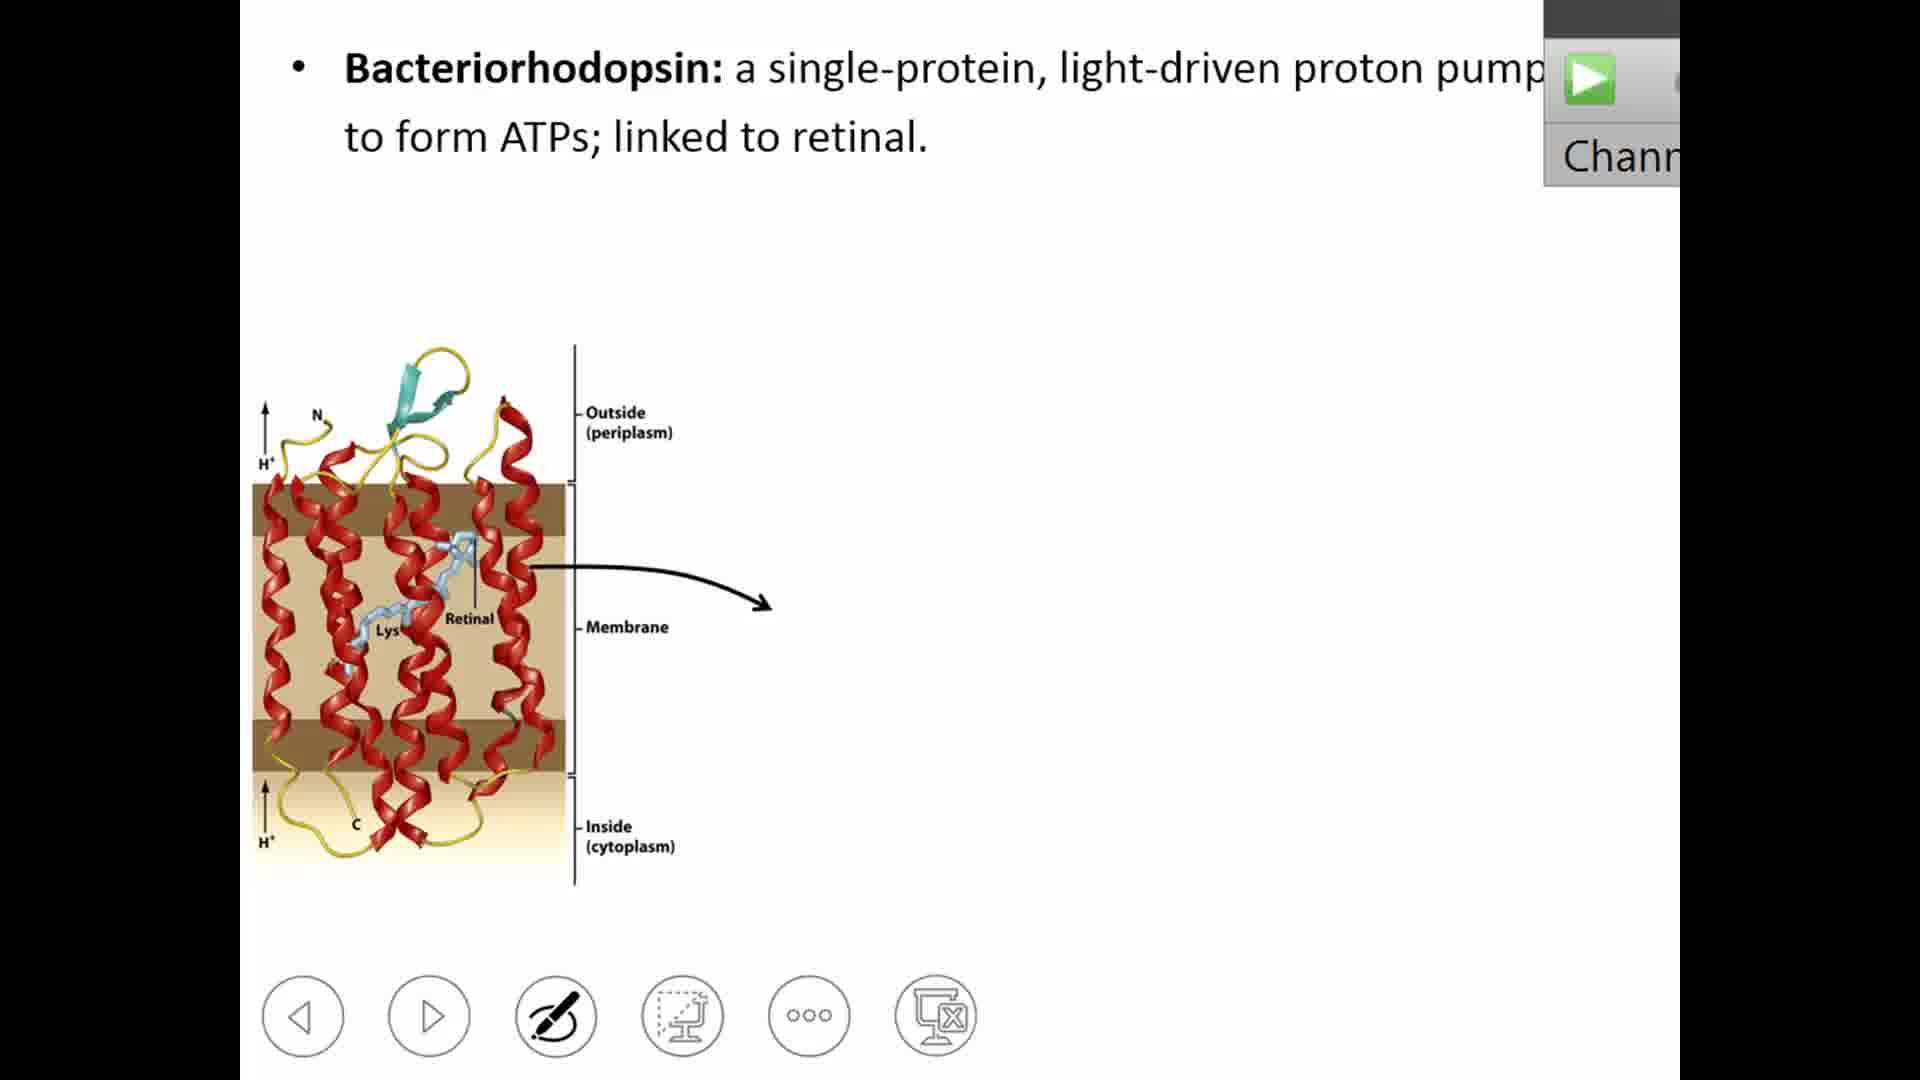 • Bacteriorhodopsin: a single-protein, light-driven proton pump
to form ATPs; linked to retinal.
Chann
N
H⁺
Outside
(periplasm)
Retinal
Lys
Membrane
C
H⁺
Inside
(cytoplasm)